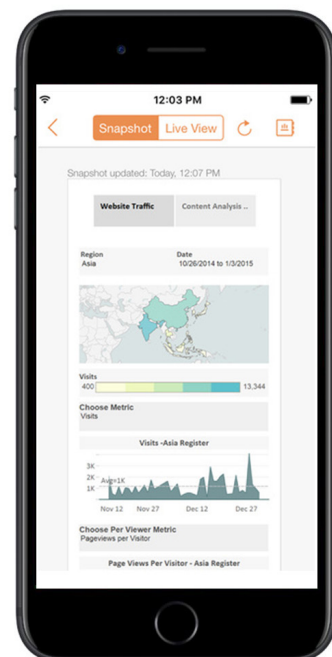 12:03 PM
Snapshot Live View
Snapshot updated: Today, 12:07 PM
Website Traffic Content Analysis ..
Region Date
Asia 10/26/2014 to 1/3/2015
Visits
400 13,344
Choose Metric
Visits
Visits -Asia Register
3K
2K
Avg=1K
1K
Nov 12 Nov 27 Dec 12 Dec 27
Choose Per Viewer Metric
Pageviews per Visitor
Page Views Per Visitor - Asia Register